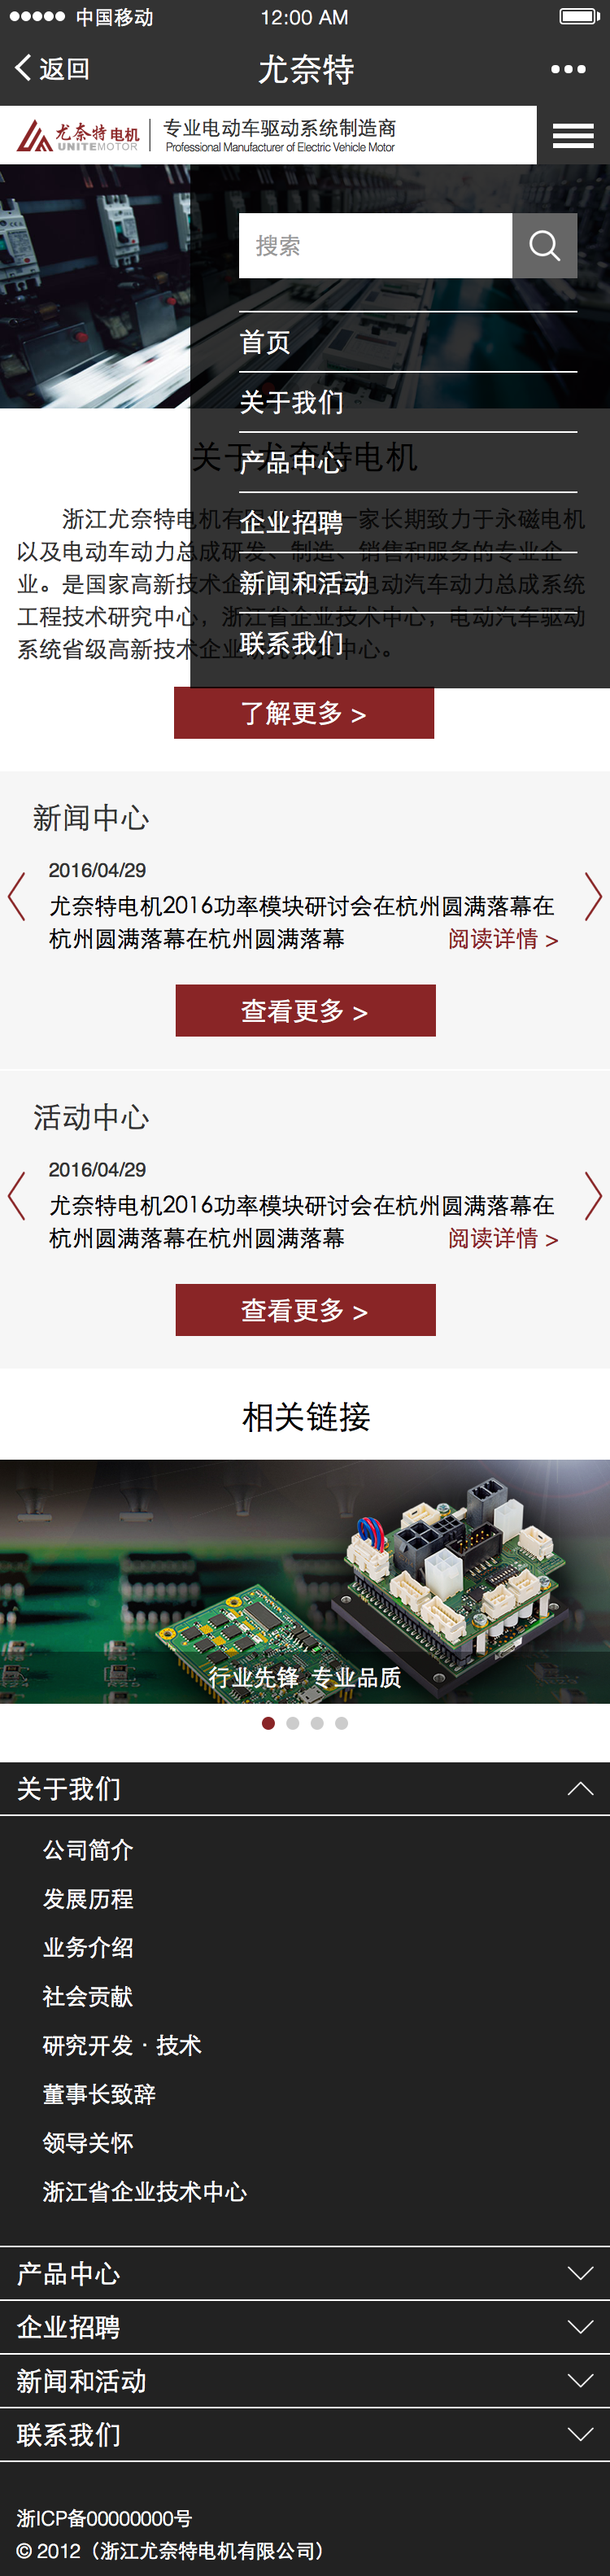 中国移动
12:00 AM
返回
尤奈特
尤奈特电机
UNITEMOTOR
专业电动车驱动系统制造商
Professional Manufacturer of Electric Vehicle Motor
搜索
首页
关于我们
产品中心
企业招聘
新闻和活动
联系我们
关于尤奈特电机
浙江尤奈特电机有 一家长期致力于永磁电机
以及电动车动力总成研发、制造、销售和服务的专业企
业。是国家高新技术企 电动汽车动力总成系统
工程技术研究中心，浙江省企业技术中心，电动汽车驱动
系统省级高新技术企业研究开发中心。
了解更多 >
新闻中心
2016/04/29
尤奈特电机2016功率模块研讨会在杭州圆满落幕在
杭州圆满落幕在杭州圆满落幕 阅读详情 >
查看更多 >
活动中心
2016/04/29
尤奈特电机2016功率模块研讨会在杭州圆满落幕在
杭州圆满落幕在杭州圆满落幕 阅读详情 >
查看更多 >
相关链接
行业先锋 专业品质
关于我们
公司简介
发展历程
业务介绍
社会贡献
研究开发 · 技术
董事长致辞
领导关怀
浙江省企业技术中心
产品中心
企业招聘
新闻和活动
联系我们
浙ICP备00000000号
© 2012（浙江尤奈特电机有限公司）